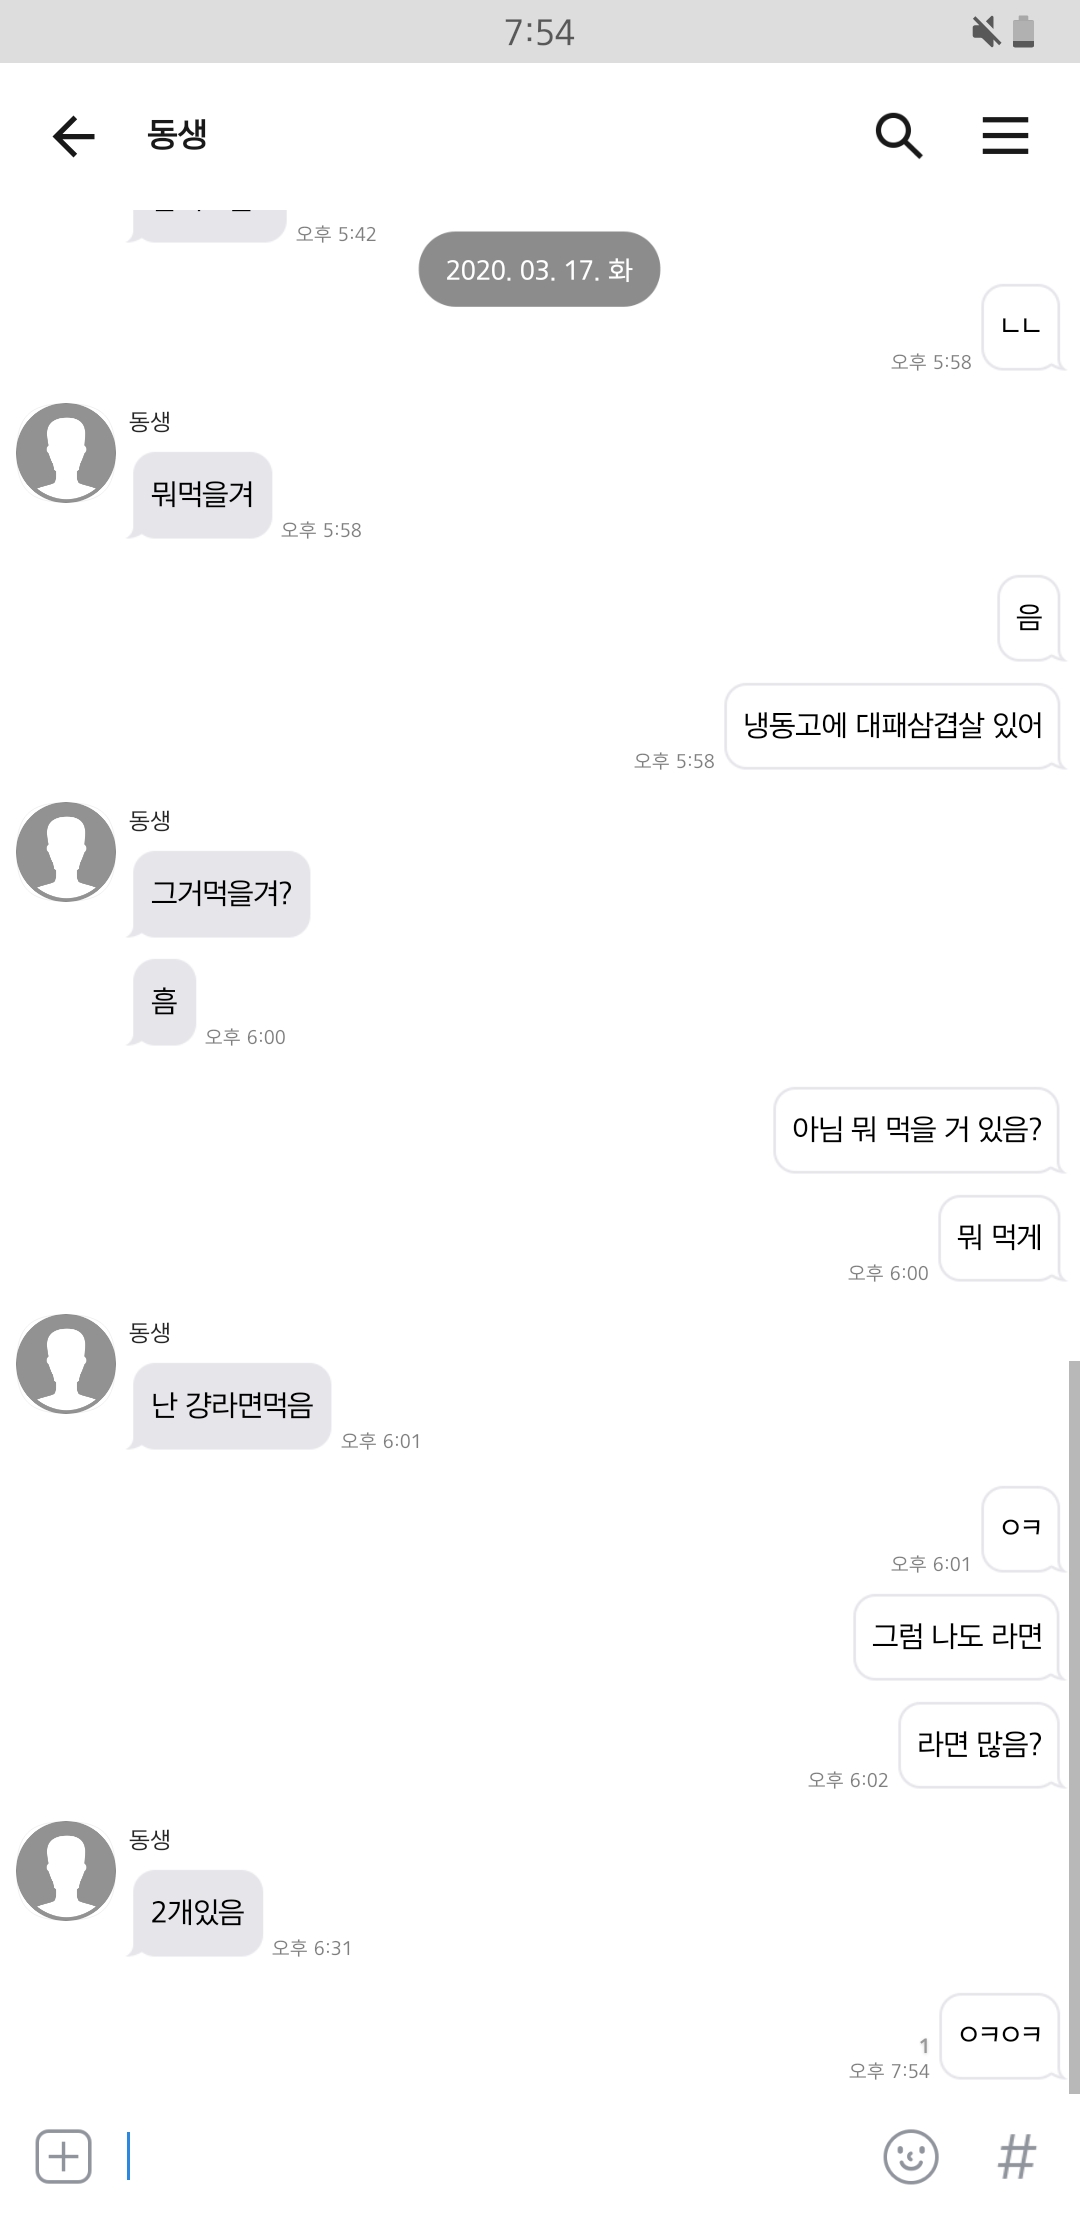 7:54
동생
오후 5:42
2020. 03. 17. 화
ㄴㄴ
오후 5:58
동생
뭐먹을겨
오후 5:58
음
냉동고에 대패삼겹살 있어
오후 5:58
동생
그거먹을겨?
흠
오후 6:00
아님 뭐 먹을 거 있음?
뭐 먹게
오후 6:00
동생
난 걍라면먹음
오후 6:01
ㅇㅋ
오후 6:01
그럼 나도 라면
라면 많음?
오후 6:02
동생
2개있음
오후 6:31
ㅇㅋㅇㅋ
1
오후 7:54
#